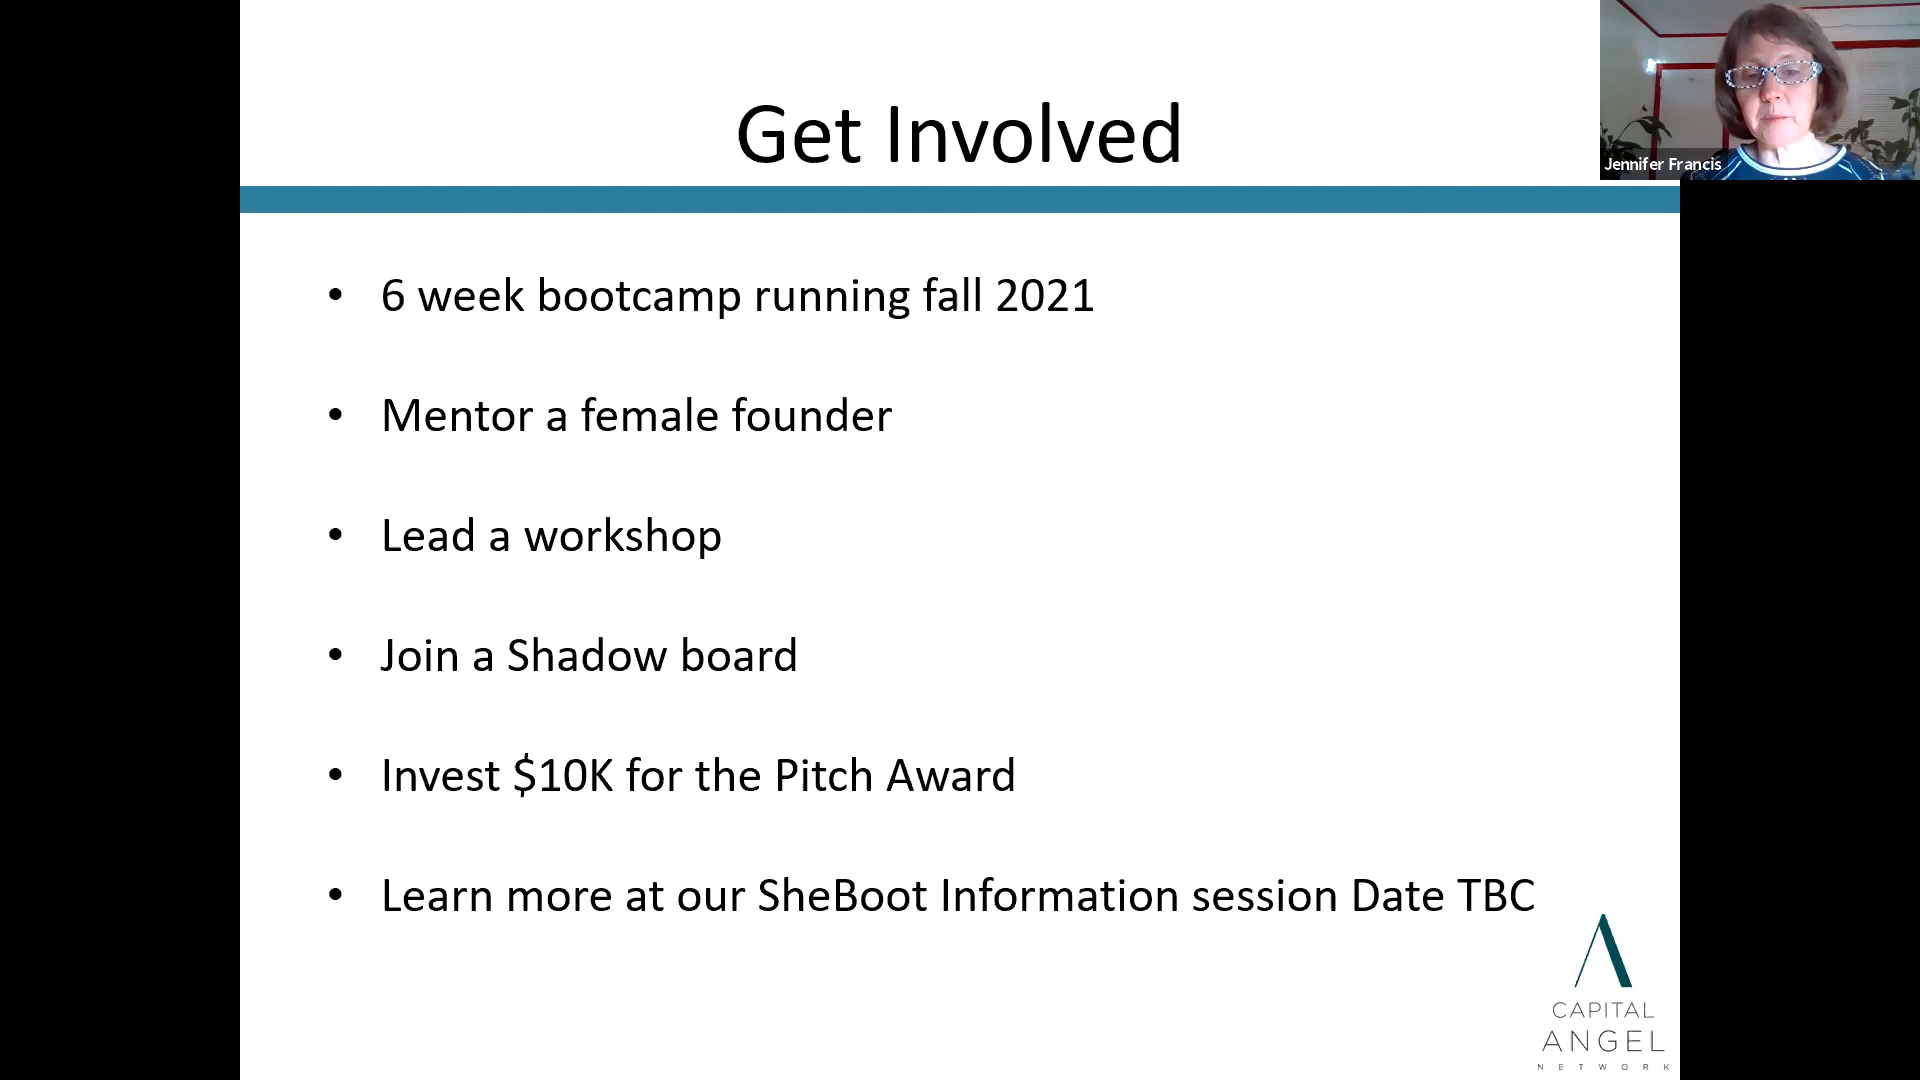 Get Involved
Jennifer Francis
• 6 week bootcamp running fall 2021
• Mentor a female founder
• Lead a workshop
• Join a Shadow board
• Invest $10K for the Pitch Award
• Learn more at our SheBoot Information session Date TBC
CAPITAL
ANGEL
NETWORK